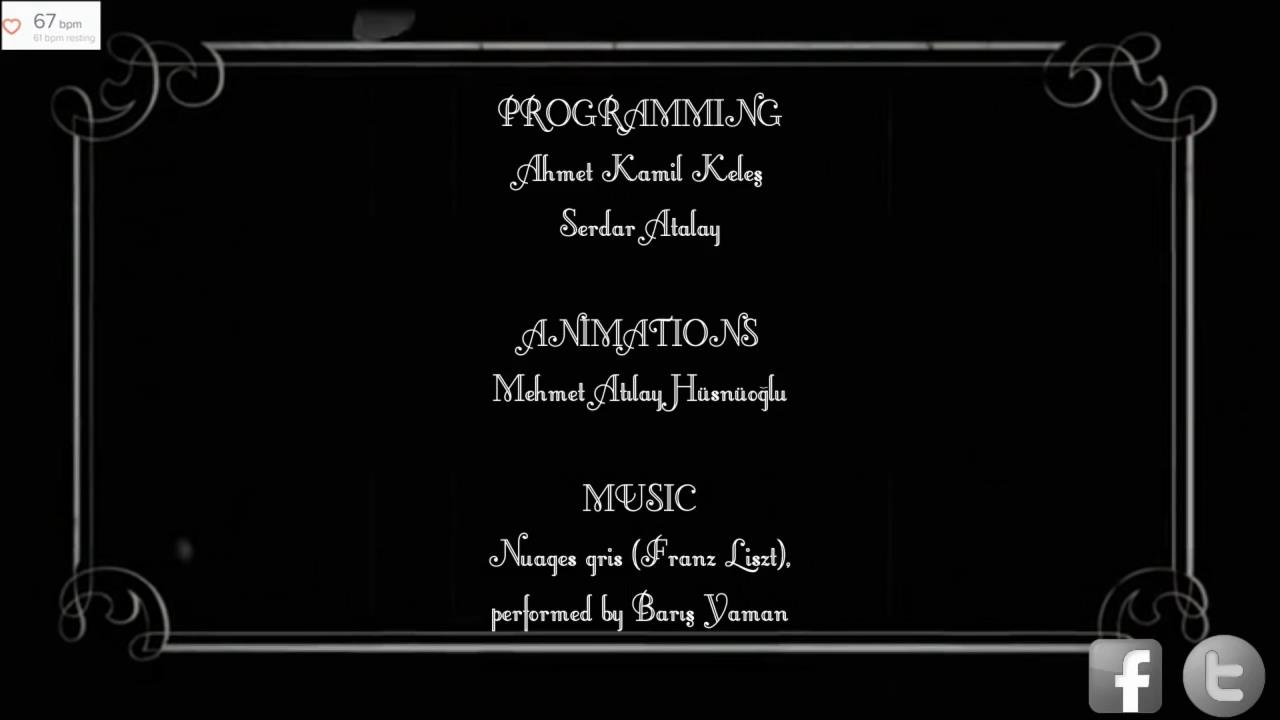 67 bpm
61 bpm resting
PROGRAMMING
Ahmet Kamil Keleş
Serdar Atalay
ANIMATIONS
Mehmet Atılay Hüsnüoğlu
MUSIC
Nuages gris (Franz Liszt),
performed by Barış Yaman